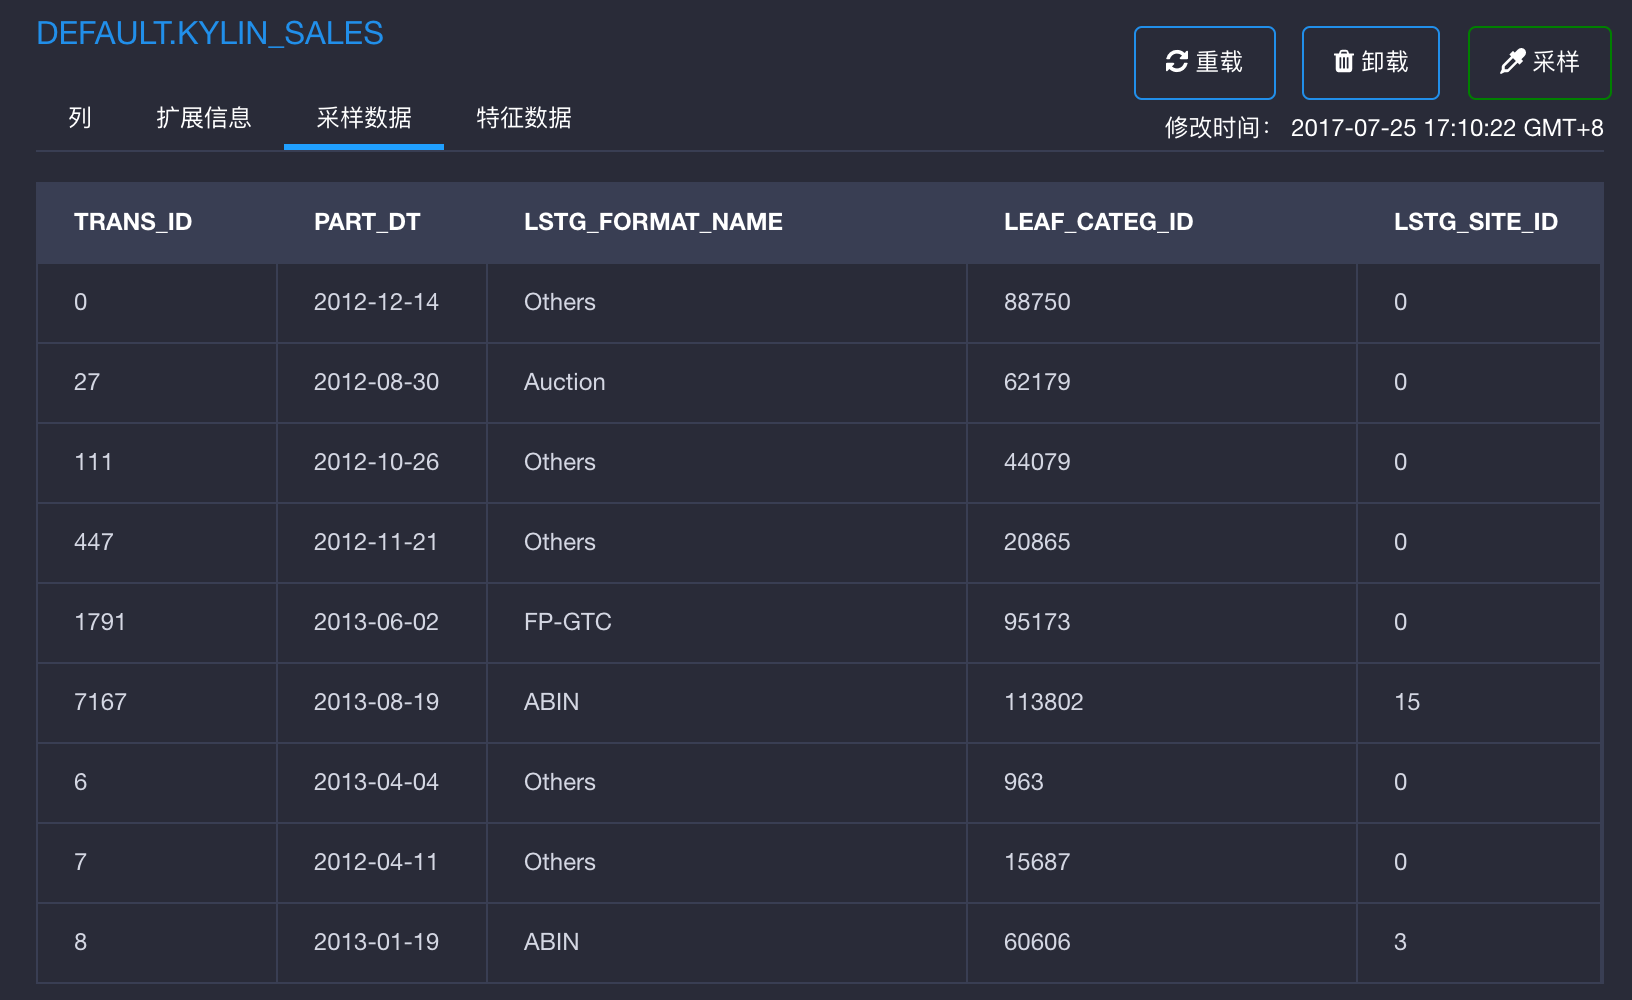 DEFAULT.KYLIN_SALES
重载 卸载 采样
列 扩展信息 采样数据 特征数据
修改时间： 2017-07-25 17:10:22 GMT+8
TRANS_ID PART_DT LSTG_FORMAT_NAME LEAF_CATEG_ID LSTG_SITE_ID
0 2012-12-14 Others 88750 0
27 2012-08-30 Auction 62179 0
111 2012-10-26 Others 44079 0
447 2012-11-21 Others 20865 0
1791 2013-06-02 FP-GTC 95173 0
7167 2013-08-19 ABIN 113802 15
6 2013-04-04 Others 963 0
7 2012-04-11 Others 15687 0
8 2013-01-19 ABIN 60606 3